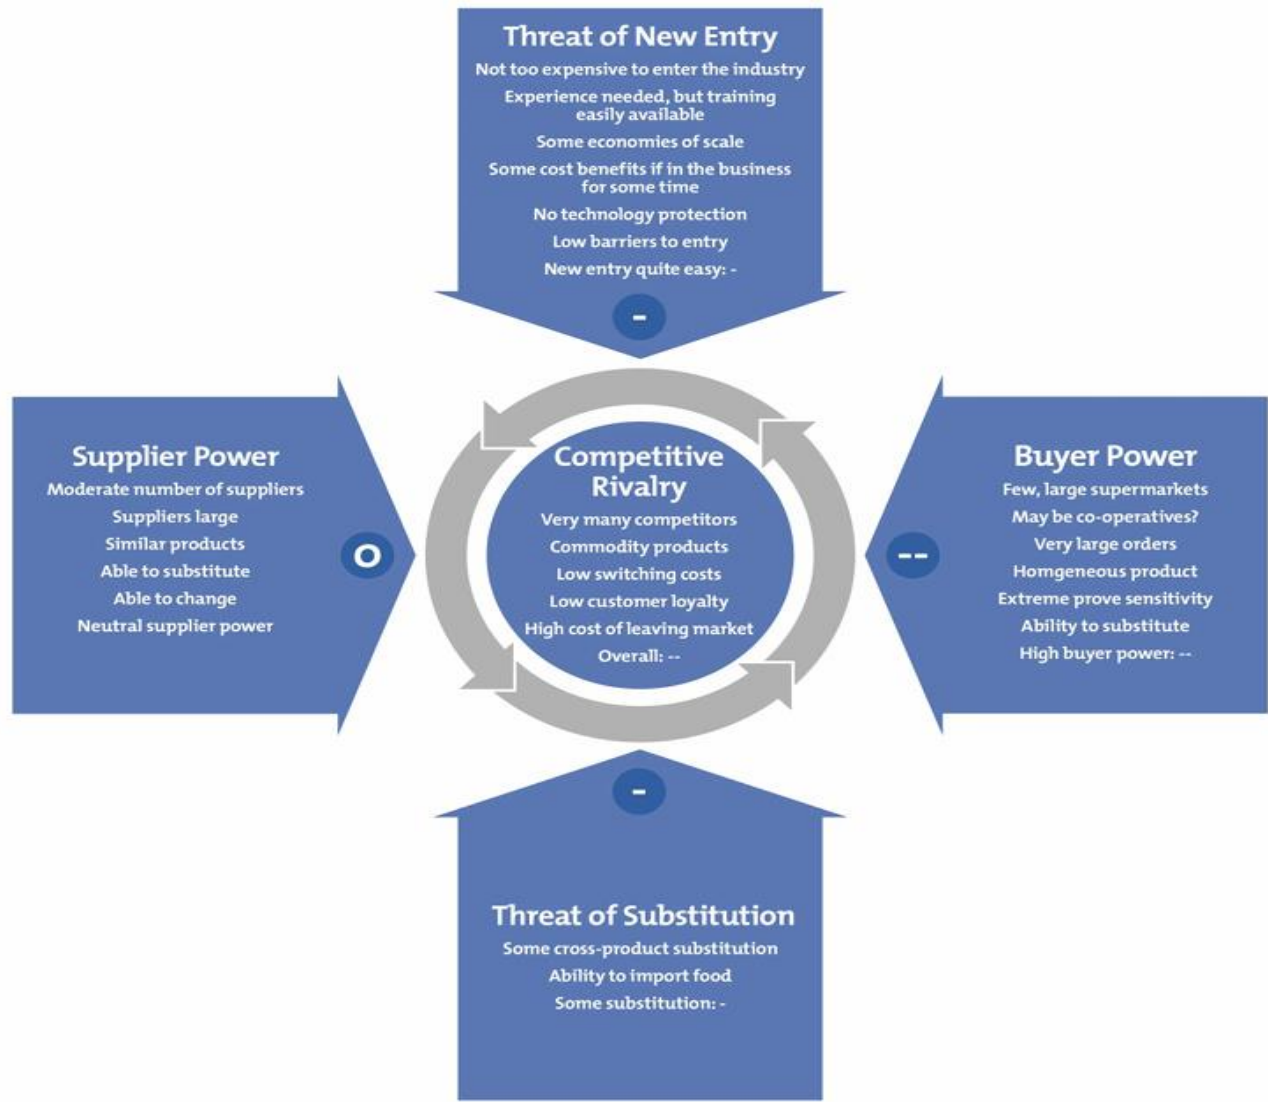 Threat of New Entry
Not too expensive to enter the industry
Experience needed, but training
easily available
Some economies of scale
Some cost benefits if in the business
for some time
No technology protection
Low barriers to entry
New entry quite easy: -
-
Supplier Power
Moderate number of suppliers
Suppliers large
Similar products
Able to substitute
Able to change
Neutral supplier power
O
Competitive
Rivalry
Very many competitors
Commodity products
Low switching costs
Low customer loyalty
High cost of leaving market
Overall: --
--
Buyer Power
Few, large supermarkets
May be co-operatives?
Very large orders
Homgeneous product
Extreme prove sensitivity
Ability to substitute
High buyer power: --
-
Threat of Substitution
Some cross-product substitution
Ability to import food
Some substitution: -